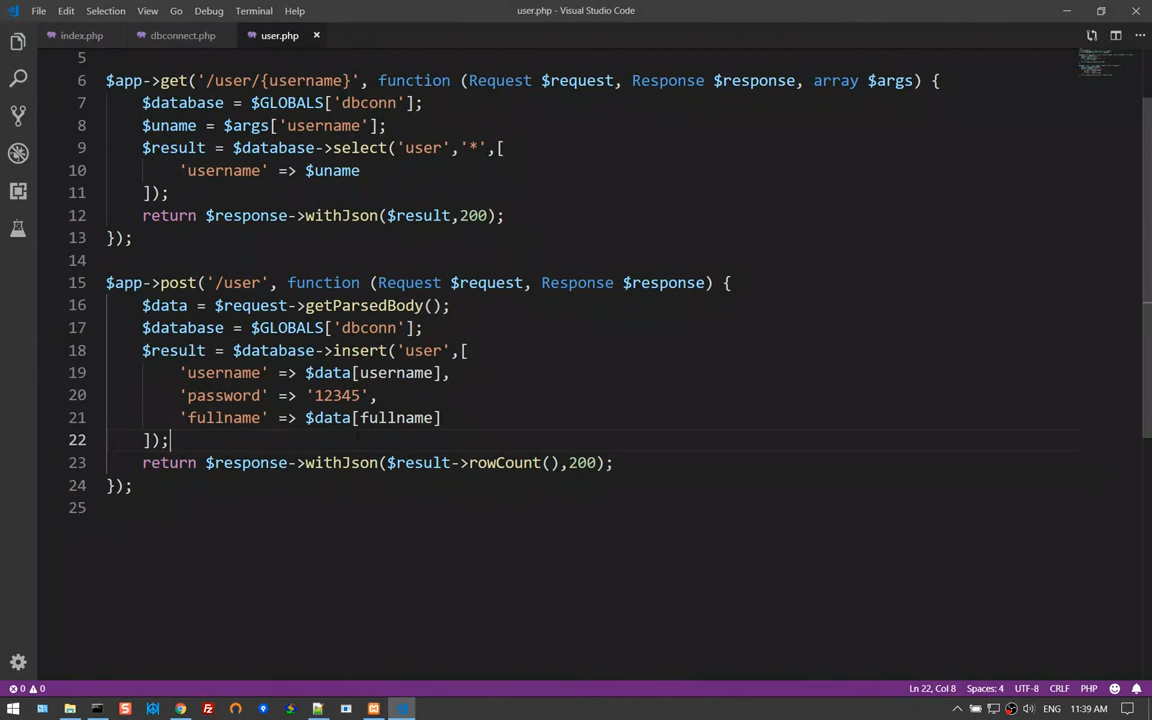 File Edit Selection View Go Debug Terminal Help user.php - Visual Studio Code
index.php dbconnect.php user.php
5
6 $app->get('/user/{username}', function (Request $request, Response $response, array $args) {
7 $database = $GLOBALS['dbconn'];
8 $uname = $args['username'];
9 $result = $database->select('user','*',[
10 'username' => $uname
11 ]);
12 return $response->withJson($result,200);
13 });
14
15 $app->post('/user', function (Request $request, Response $response) {
16 $data = $request->getParsedBody();
17 $database = $GLOBALS['dbconn'];
18 $result = $database->insert('user',[
19 'username' => $data[username],
20 'password' => '12345',
21 'fullname' => $data[fullname]
22 ]);
23 return $response->withJson($result->rowCount(),200);
24 });
25
0 0 Ln 22, Col 8 Spaces: 4 UTF-8 CRLF PHP
ENG 11:39 AM